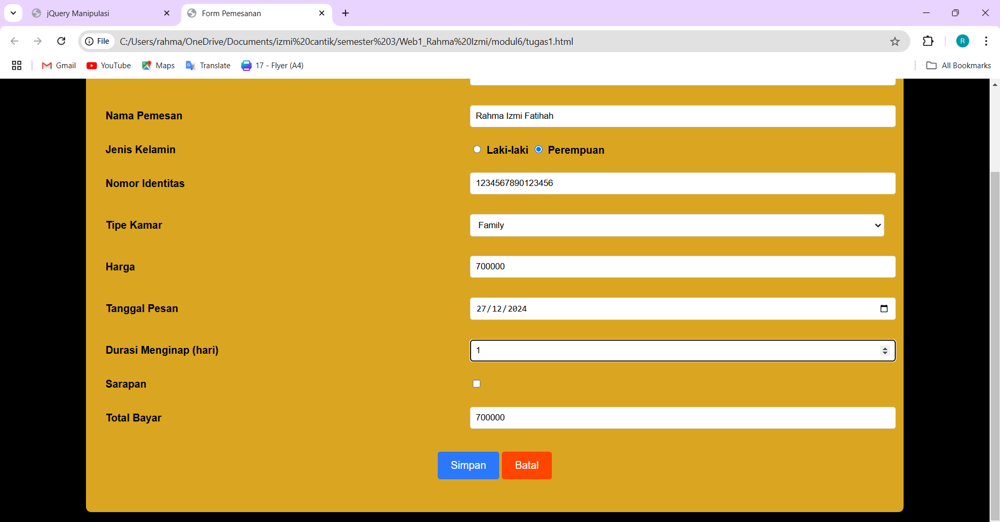 jQuery Manipulasi
Form Pemesanan
File
C:/Users/rahma/OneDrive/Documents/izmi%20cantik/semester%203/Web1_Rahma%20Izmi/modul6/tugas1.html
R
Gmail
YouTube
Maps
Translate
17 - Flyer (A4)
All Bookmarks
Nama Pemesan
Rahma Izmi Fatihah
Jenis Kelamin
Laki-laki Perempuan
Nomor Identitas
1234567890123456
Tipe Kamar
Family
Harga
700000
Tanggal Pesan
27/12/2024
Durasi Menginap (hari)
1
Sarapan
Total Bayar
700000
Simpan
Batal